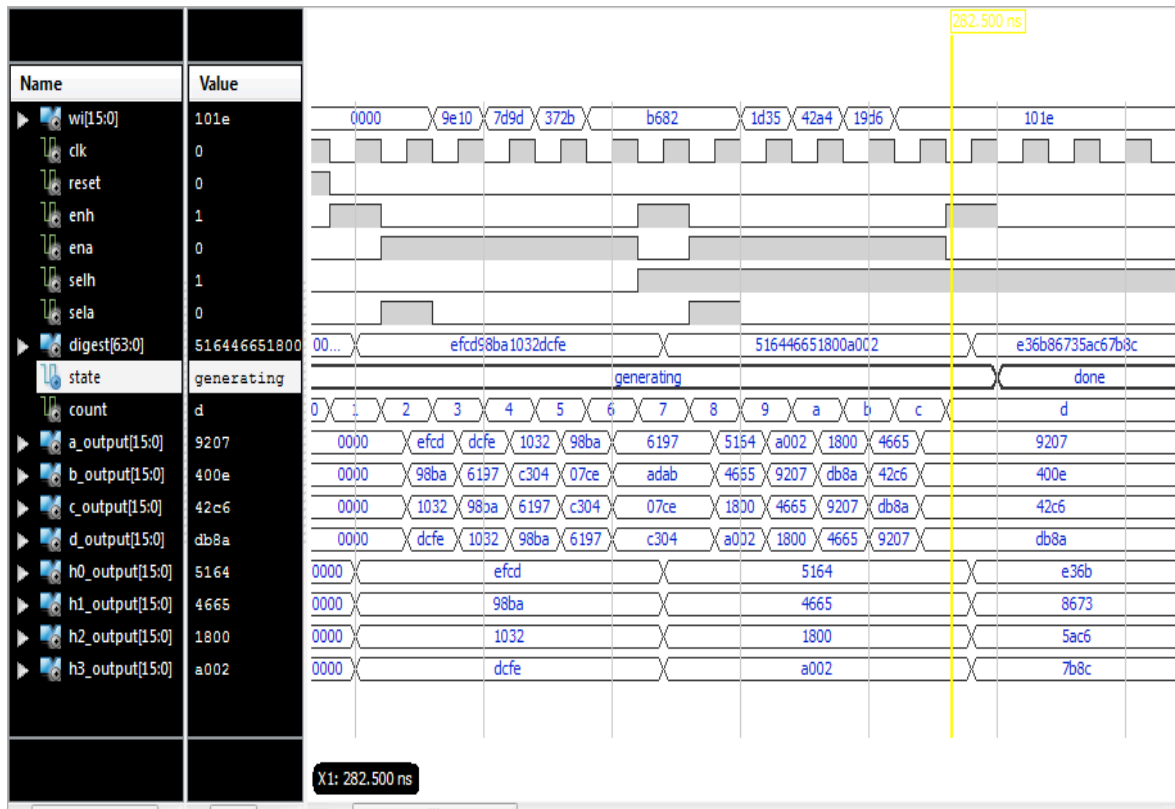 282.500 ns
Name Value
wi[15:0] 101e 0000 9e10 7d9d 372b b682 1d35 42a4 19d6 101e
clk 0
reset 0
enh 1
ena 0
selh 1
sela 0
digest[63:0] 516446651800 00... efcd98ba1032dcfe 516446651800a002 e36b86735ac67b8c
state generating generating done
count d 0 1 2 3 4 5 6 7 8 9 a b c d
a_output[15:0] 9207 0000 efcd dcfe 1032 98ba 6197 5164 a002 1800 4665 9207
b_output[15:0] 400e 0000 98ba 6197 c304 07ce adab 4665 9207 db8a 42c6 400e
c_output[15:0] 42c6 0000 1032 98ba 6197 c304 07ce 1800 4665 9207 db8a 42c6
d_output[15:0] db8a 0000 dcfe 1032 98ba 6197 c304 a002 1800 4665 9207 db8a
h0_output[15:0] 5164 0000 efcd 5164 e36b
h1_output[15:0] 4665 0000 98ba 4665 8673
h2_output[15:0] 1800 0000 1032 1800 5ac6
h3_output[15:0] a002 0000 dcfe a002 7b8c
X1: 282.500 ns